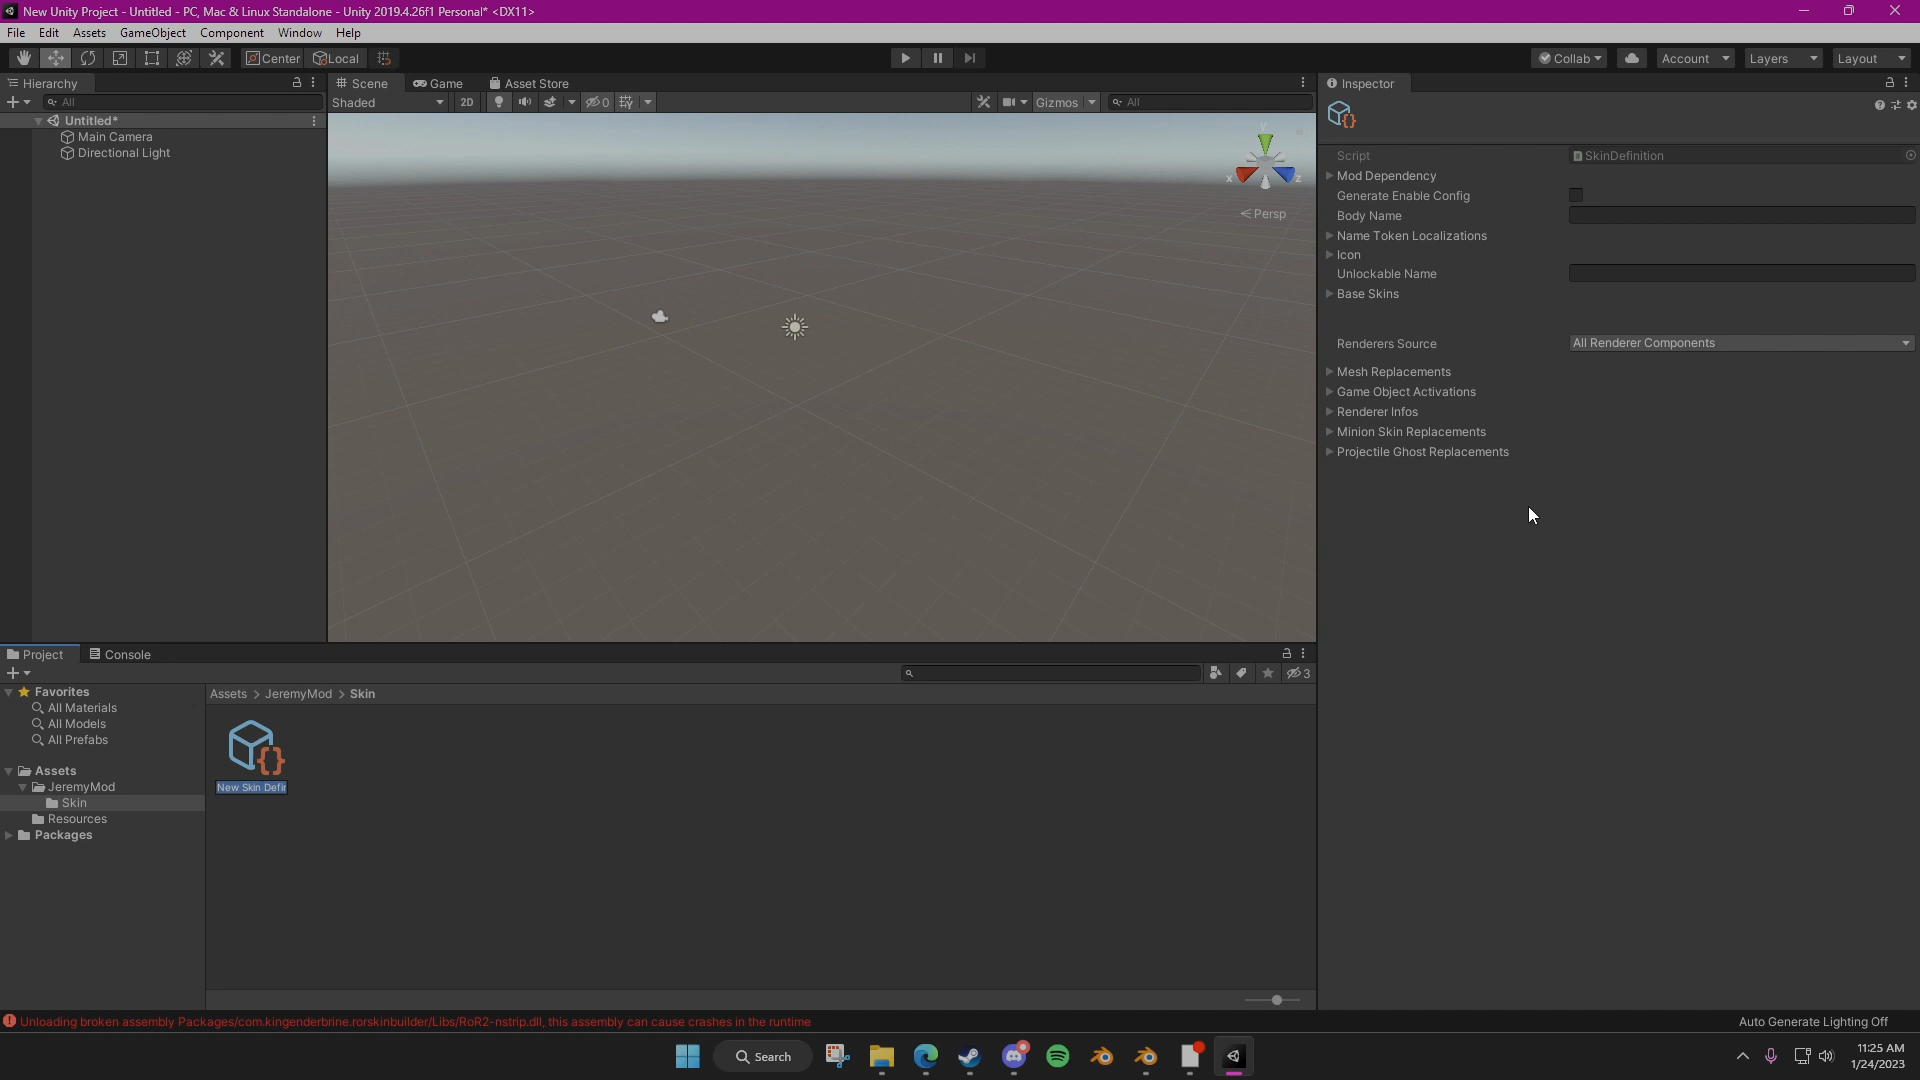 New Unity Project - Untitled - PC, Mac & Linux Standalone - Unity 2019.4.26f1 Personal* <DX11>
File Edit Assets GameObject Component Window Help
Center Local Collab Account Layers Layout
Hierarchy Scene Game Asset Store Inspector
All Shaded 2D 0 Gizmos All
Untitled*
Main Camera
Directional Light
y
x z
Persp
Script SkinDefinition
Mod Dependency
Generate Enable Config
Body Name
Name Token Localizations
Icon
Unlockable Name
Base Skins
Renderers Source All Renderer Components
Mesh Replacements
Game Object Activations
Renderer Infos
Minion Skin Replacements
Projectile Ghost Replacements
Project Console
3
Favorites
All Materials
All Models
All Prefabs
Assets
JeremyMod
Skin
Resources
Packages
Assets > JeremyMod > Skin
New Skin Defir
Unloading broken assembly Packages/com.kingenderbrine.rorskinbuilder/Libs/RoR2-nstrip.dll, this assembly can cause crashes in the runtime
Auto Generate Lighting Off
Search
11:25 AM
1/24/2023